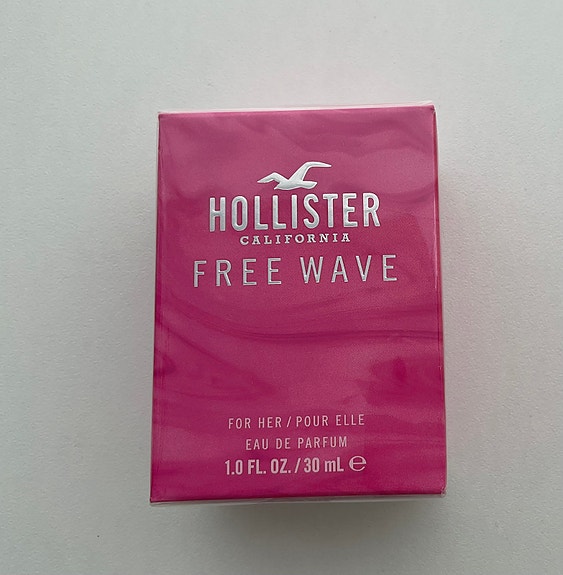 HOLLISTER
CALIFORNIA
FREE WAVE
FOR HER / POUR ELLE
EAU DE PARFUM
1.0 FL. OZ. / 30 mL ℮